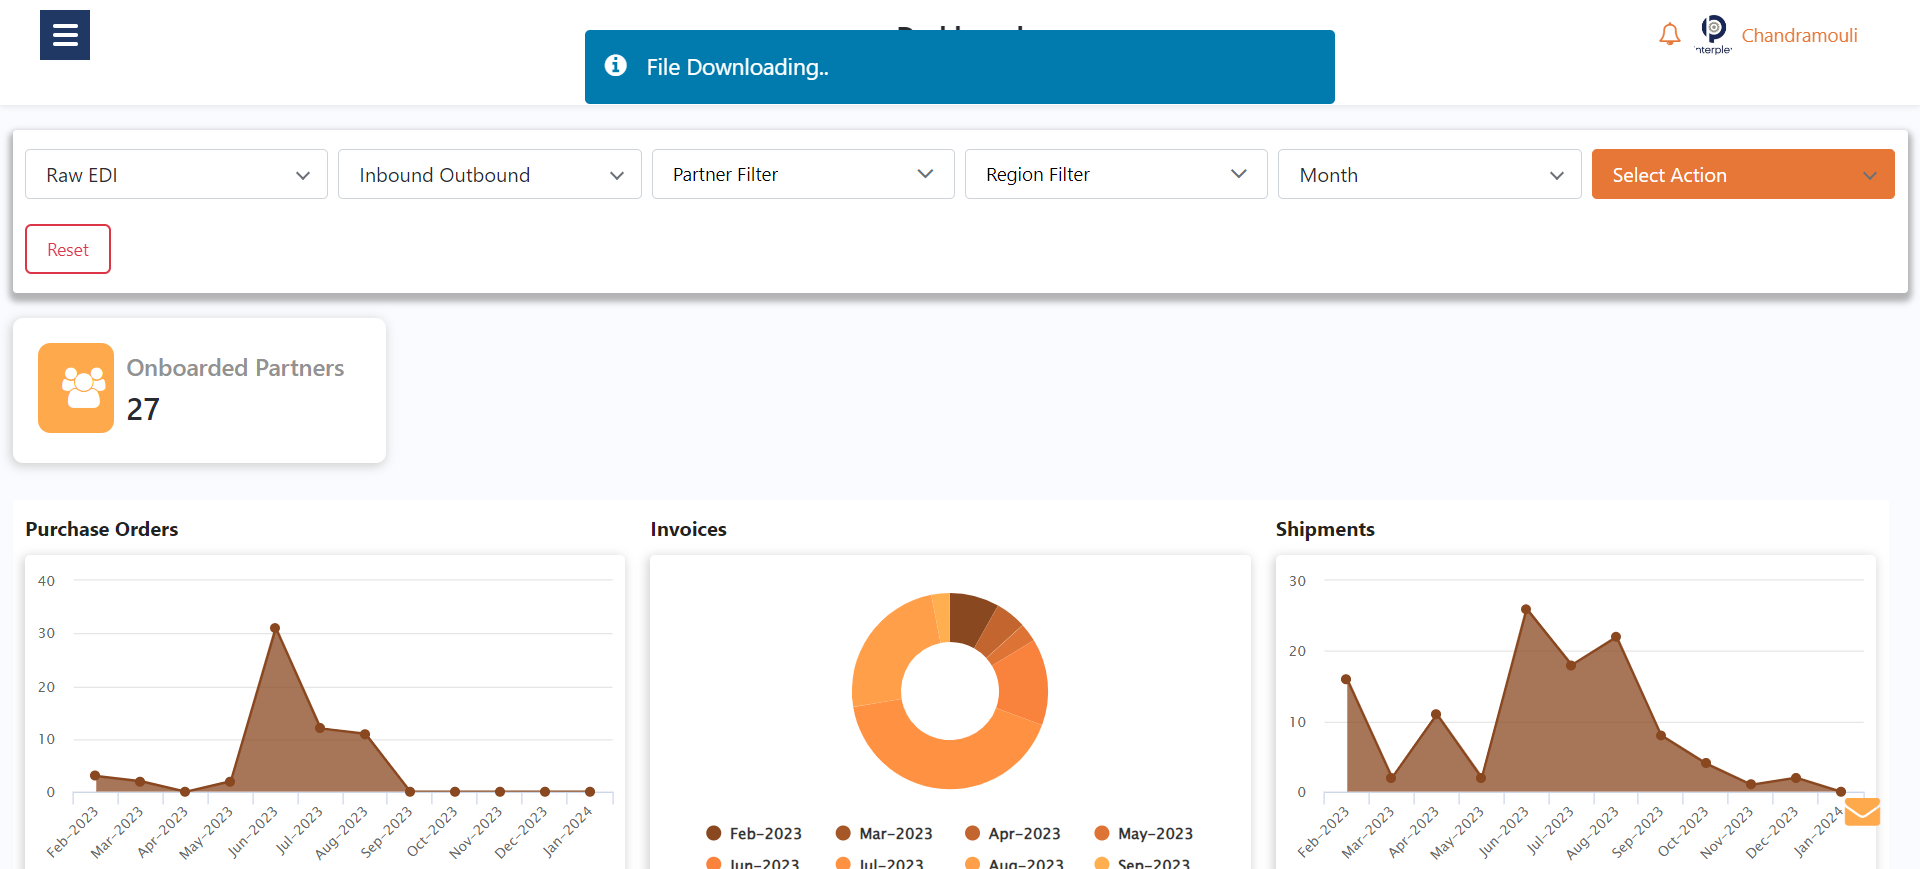 File Downloading..
Chandramouli
Raw EDI
Inbound Outbound
Partner Filter
Region Filter
Month
Select Action
Reset
Onboarded Partners
27
Purchase Orders
40
30
20
10
0
Feb-2023
Mar-2023
Apr-2023
May-2023
Jun-2023
Jul-2023
Aug-2023
Sep-2023
Oct-2023
Nov-2023
Dec-2023
Jan-2024
Invoices
Feb-2023
Mar-2023
Apr-2023
May-2023
Jun-2023
Jul-2023
Aug-2023
Sep-2023
Shipments
30
20
10
0
Feb-2023
Mar-2023
Apr-2023
May-2023
Jun-2023
Jul-2023
Aug-2023
Sep-2023
Oct-2023
Nov-2023
Dec-2023
Jan-2024